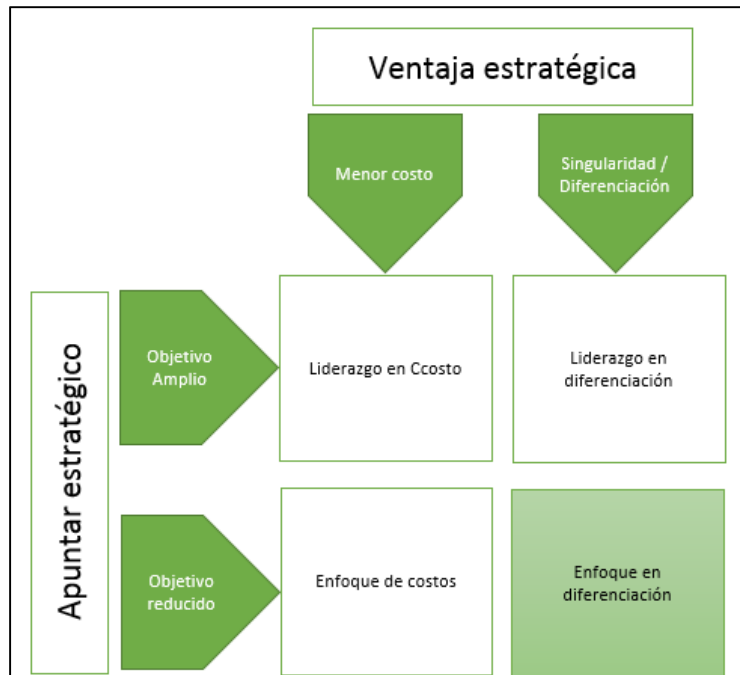 Ventaja estratégica
Menor costo
Singularidad /
Diferenciación
Apuntar estratégico
Objetivo
Amplio
Liderazgo en Ccosto
Liderazgo en
diferenciación
Objetivo
reducido
Enfoque de costos
Enfoque en
diferenciación